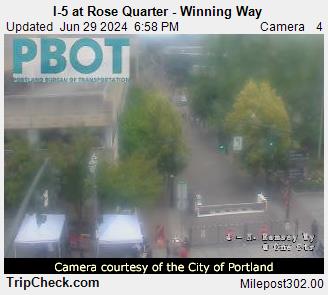 I-5 at Rose Quarter - Winning Way
Updated Jun 29 2024 6:58 PM Camera 4
PBOT
PORTLAND BUREAU OF TRANSPORTATION
Camera courtesy of the City of Portland
TripCheck.com Milepost302.00